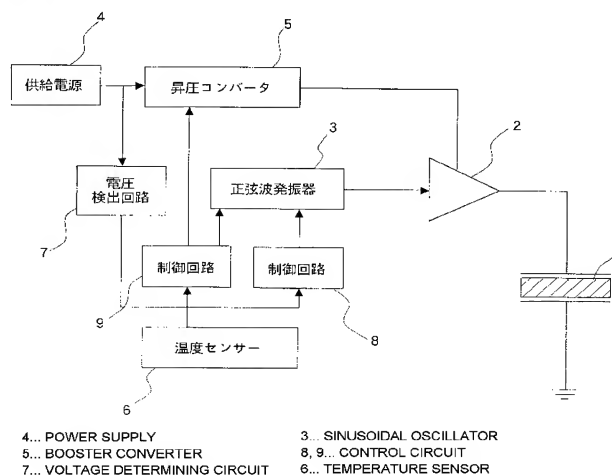 4
5
供給電源
昇圧コンバータ
3
2
電圧
検出回路
正弦波発振器
7
制御回路
制御回路
9
8
温度センサー
6
4... POWER SUPPLY
5... BOOSTER CONVERTER
7... VOLTAGE DETERMINING CIRCUIT
3... SINUSOIDAL OSCILLATOR
8, 9... CONTROL CIRCUIT
6... TEMPERATURE SENSOR